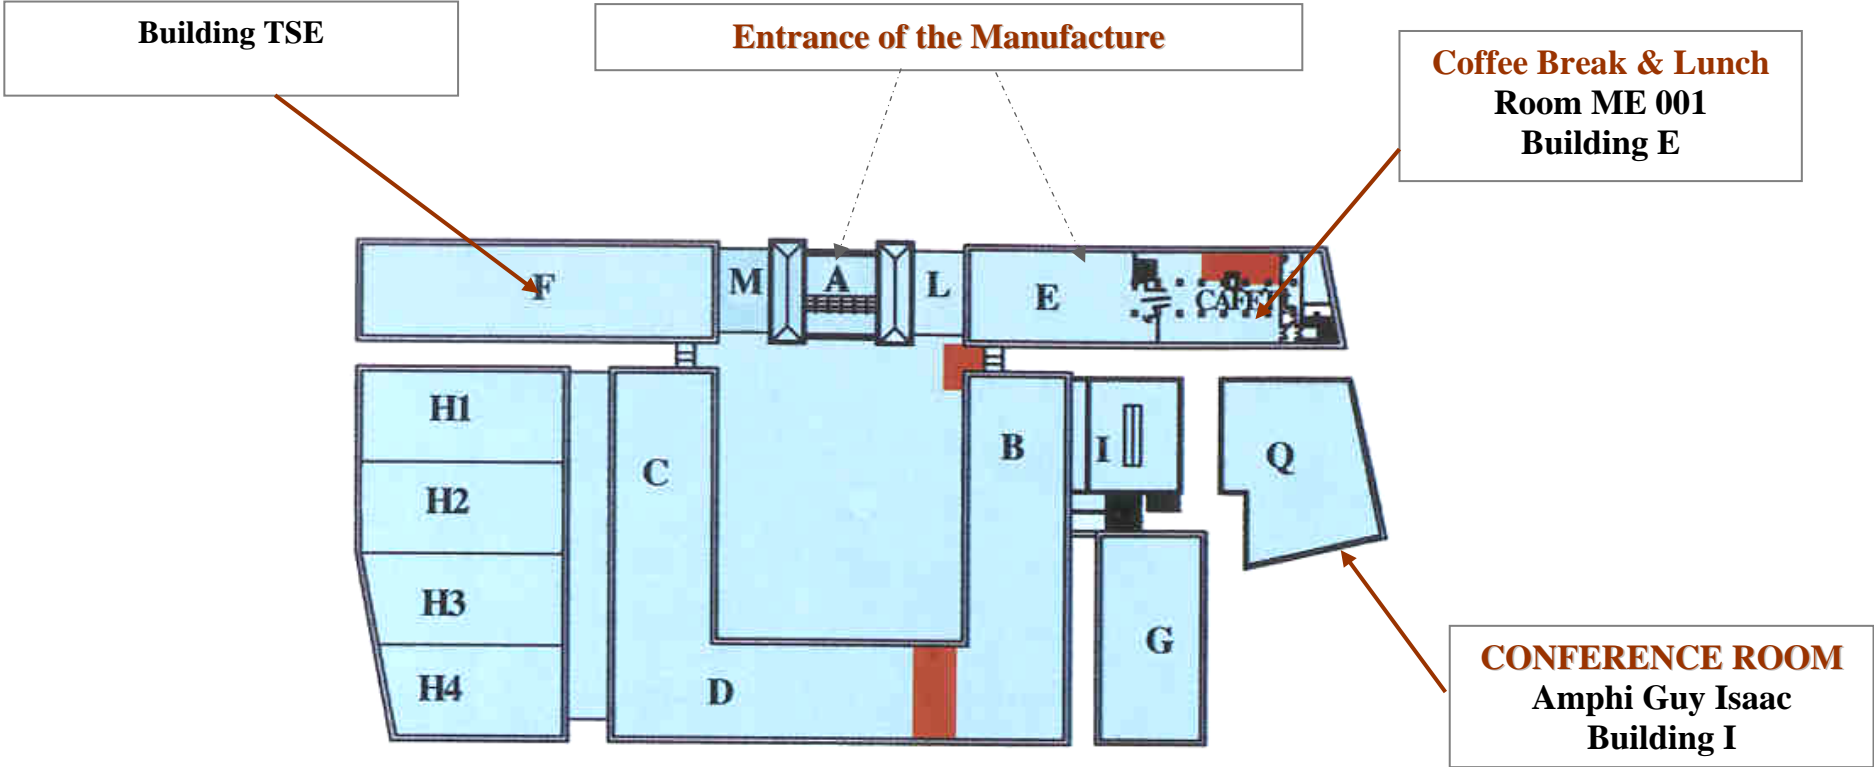 Building TSE
Entrance of the Manufacture
Coffee Break & Lunch
Room ME 001
Building E
F
M
A
L
E
CAFET
H1
H2
H3
H4
C
B
I
Q
D
G
CONFERENCE ROOM
Amphi Guy Isaac
Building I